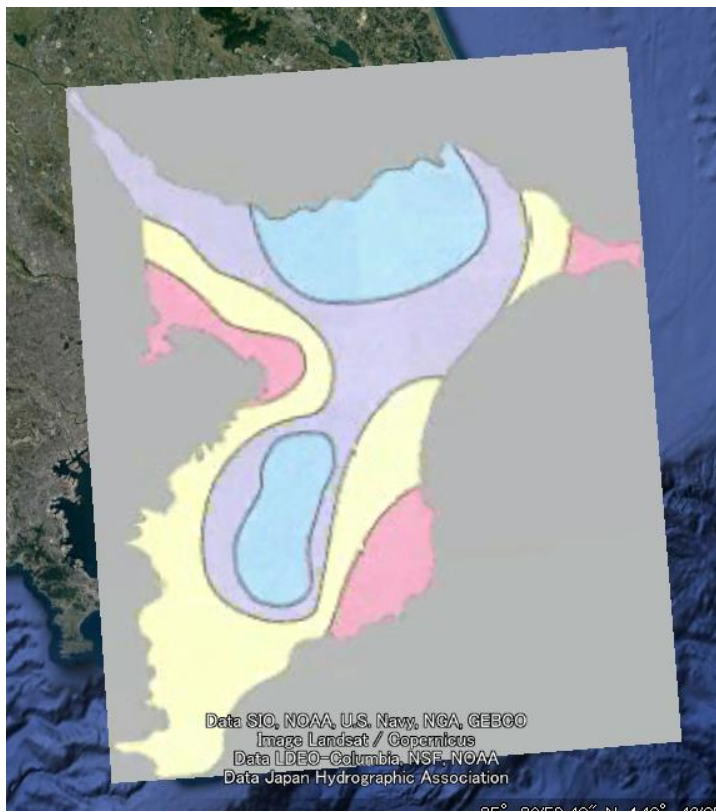 Data SIO, NOAA, U.S. Navy, NGA, GEBCO
Image Landsat / Copernicus
Data LDEO-Columbia, NSF, NOAA
Data Japan Hydrographic Association